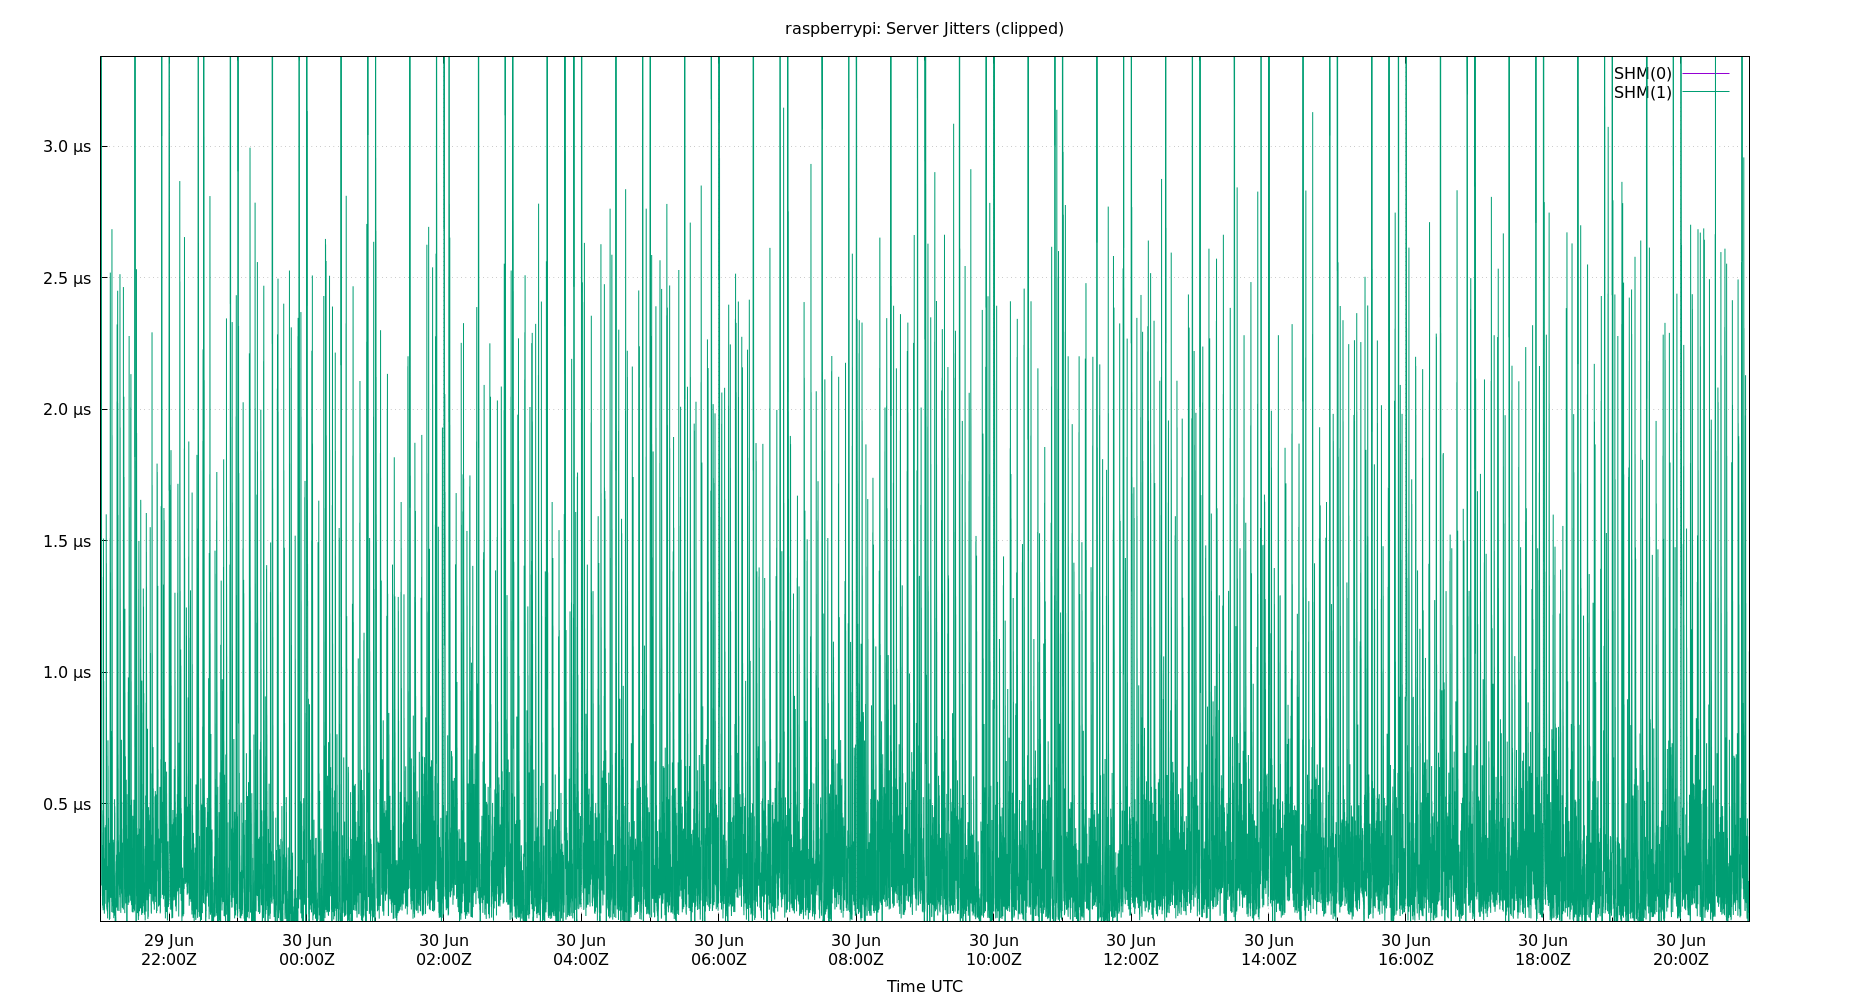 raspberrypi: Server Jitters (clipped)
SHM(0)
SHM(1)
3.0 µs
2.5 µs
2.0 µs
1.5 µs
1.0 µs
0.5 µs
29 Jun 30 Jun 30 Jun 30 Jun 30 Jun 30 Jun 30 Jun 30 Jun 30 Jun 30 Jun 30 Jun 30 Jun
22:00Z 00:00Z 02:00Z 04:00Z 06:00Z 08:00Z 10:00Z 12:00Z 14:00Z 16:00Z 18:00Z 20:00Z
Time UTC